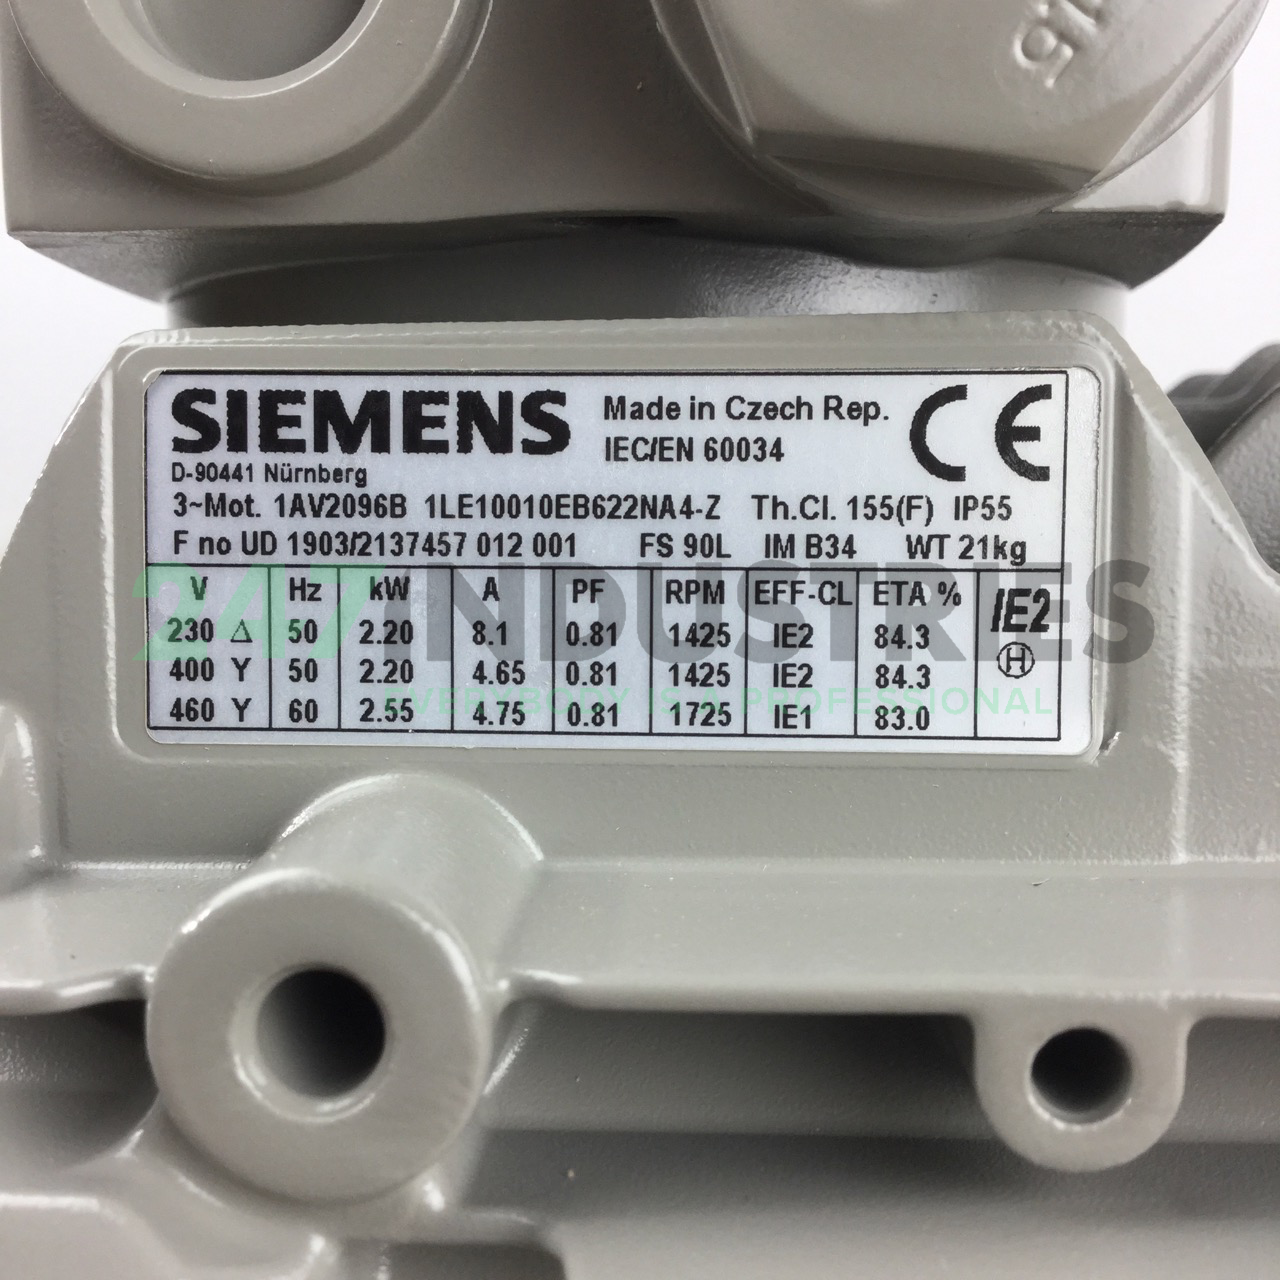 SIEMENS
Made in Czech Rep.
IEC/EN 60034
CE
D-90441 Nürnberg
3~Mot. 1AV2096B 1LE10010EB622NA4-Z Th.Cl. 155(F) IP55
F no UD 1903/2137457 012 001 FS 90L IM B34 WT 21kg
V Hz kW A PF RPM EFF-CL ETA %
230 Δ 50 2.20 8.1 0.81 1425 IE2 84.3
400 Y 50 2.20 4.65 0.81 1425 IE2 84.3
460 Y 60 2.55 4.75 0.81 1725 IE1 83.0
IE2
H
247INDUSTRIES
EVERYBODY IS A PROFESSIONAL